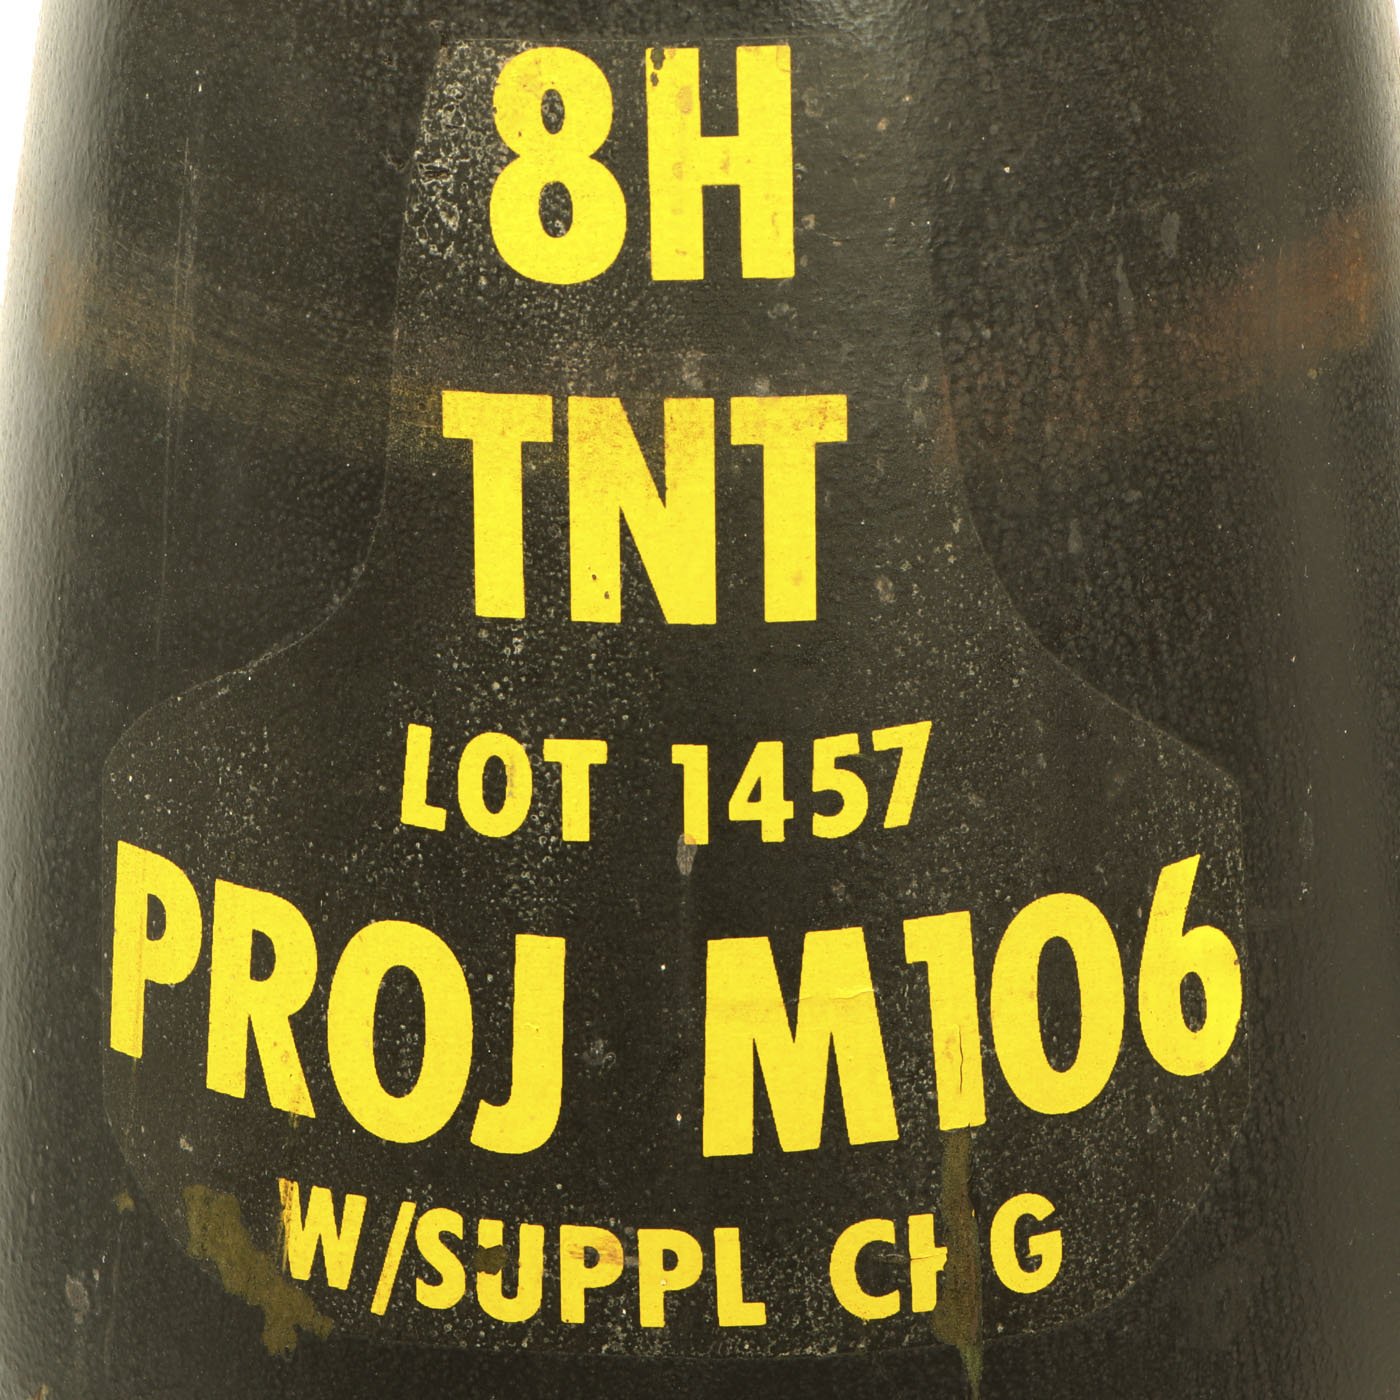 8H
TNT
LOT 1457
PROJ M106
W/SUPPL CHG